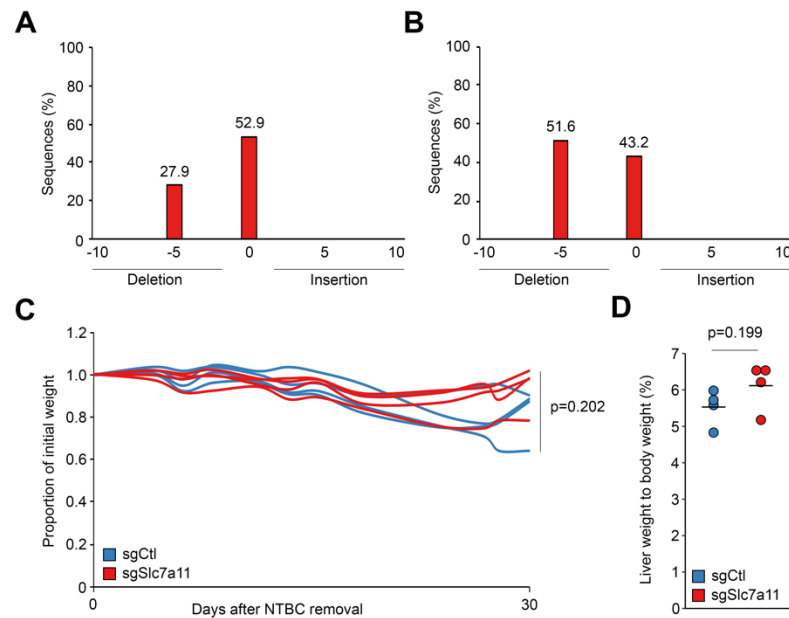 A
Sequences (%)
100
80
60
40
20
0
27.9
52.9
-10
-5
0
5
10
Deletion
Insertion
B
Sequences (%)
100
80
60
40
20
0
51.6
43.2
-10
-5
0
5
10
Deletion
Insertion
C
Proportion of initial weight
1.2
1.0
0.8
0.6
0.4
0.2
0
p=0.202
sgCtl
sgSlc7a11
0
Days after NTBC removal
30
D
p=0.199
Liver weight to body weight (%)
7
6
5
4
3
2
1
0
sgCtl
sgSlc7a11